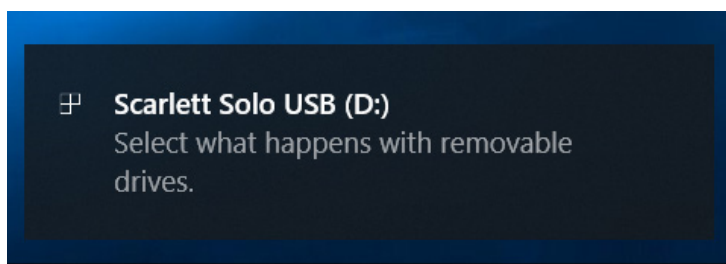 Scarlett Solo USB (D:)
Select what happens with removable
drives.